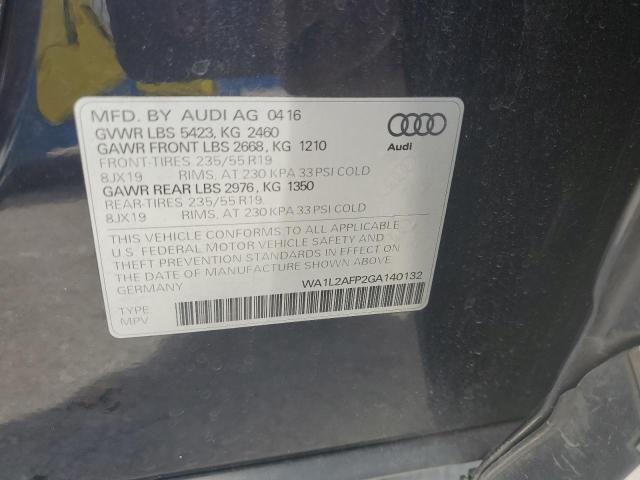 MFD. BY AUDI AG 04 16
GVWR LBS 5423, KG 2460
GAWR FRONT LBS 2668, KG 1210
FRONT-TIRES 235/55 R19
8JX19 RIMS, AT 230 KPA 33 PSI COLD
GAWR REAR LBS 2976, KG 1350
REAR-TIRES 235/55 R19
8JX19 RIMS, AT 230 KPA 33 PSI COLD
Audi
THIS VEHICLE CONFORMS TO ALL APPLICABLE
U.S. FEDERAL MOTOR VEHICLE SAFETY AND
THEFT PREVENTION STANDARDS IN EFFECT ON
THE DATE OF MANUFACTURE SHOWN ABOVE.
GERMANY
WA1L2AFP2GA140132
TYPE:
MPV